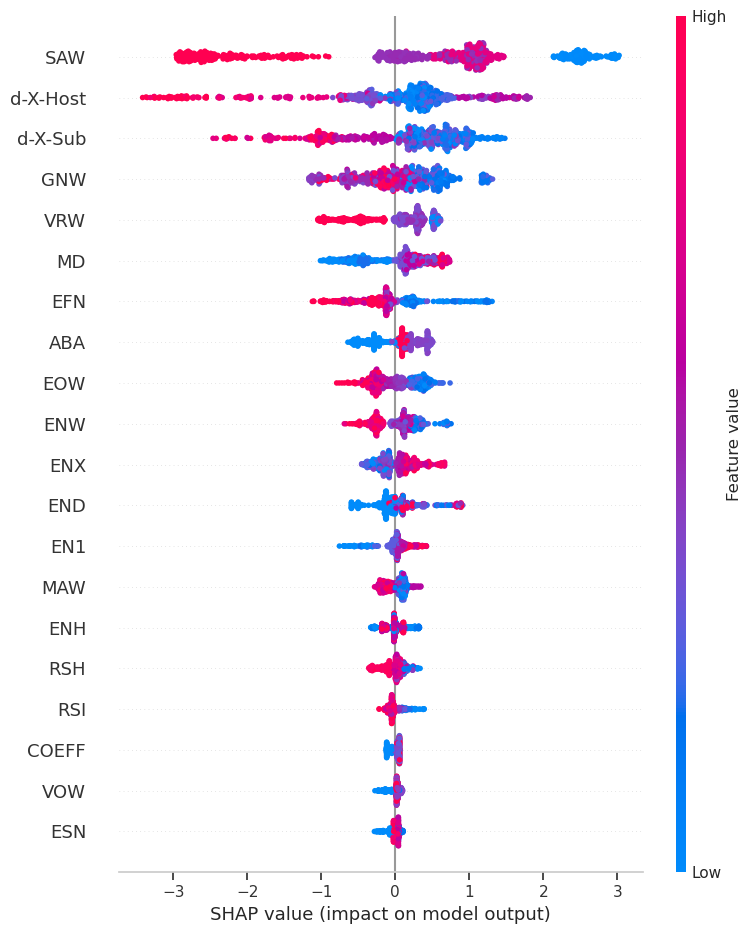 High
SAW
d-X-Host
d-X-Sub
GNW
VRW
MD
EFN
ABA
EOW
ENW
ENX
END
EN1
MAW
ENH
RSH
RSI
COEFF
VOW
ESN
Low
Feature value
−3 −2 −1 0 1 2 3
SHAP value (impact on model output)